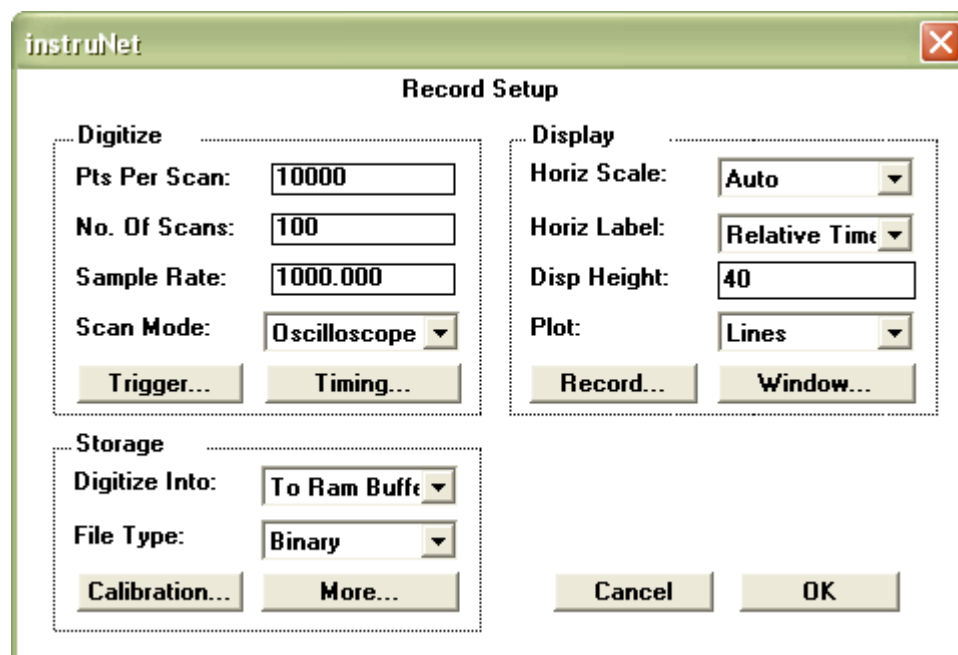 instruNet
Record Setup
Digitize
Pts Per Scan: 10000
No. Of Scans: 100
Sample Rate: 1000.000
Scan Mode: Oscilloscope
Trigger... Timing...
Display
Horiz Scale: Auto
Horiz Label: Relative Time
Disp Height: 40
Plot: Lines
Record... Window...
Storage
Digitize Into: To Ram Buffe
File Type: Binary
Calibration... More...
Cancel OK